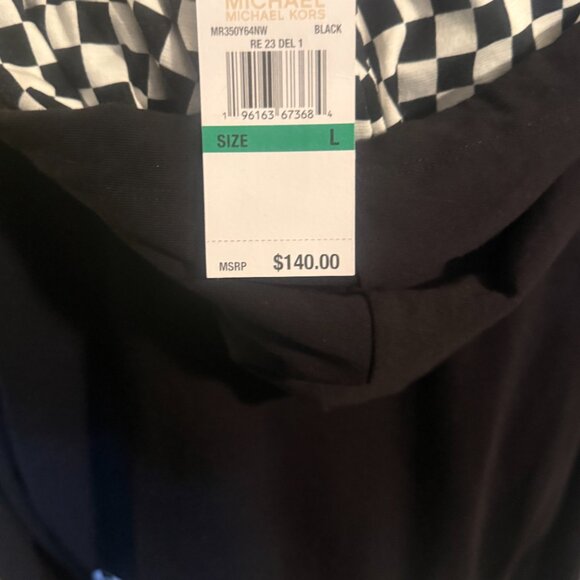 MICHAEL
MICHAEL KORS
MR350Y64NW BLACK
RE 23 DEL 1
1 96163 67368 4
SIZE L
MSRP $140.00